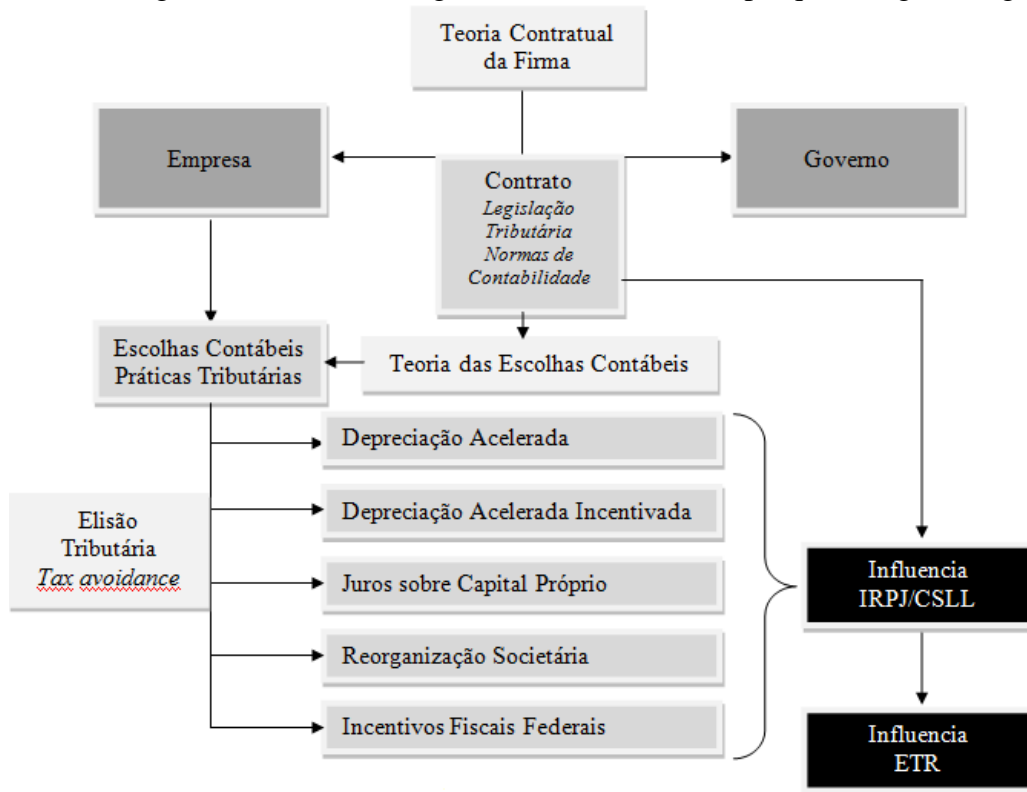 Teoria Contratual
da Firma
Empresa
Governo
Contrato
Legislação
Tributária
Normas de
Contabilidade
Escolhas Contábeis
Práticas Tributárias
Teoria das Escolhas Contábeis
Depreciação Acelerada
Depreciação Acelerada Incentivada
Elisão
Tributária
Tax avoidance
Juros sobre Capital Próprio
Influencia
IRPJ/CSLL
Reorganização Societária
Incentivos Fiscais Federais
Influencia
ETR